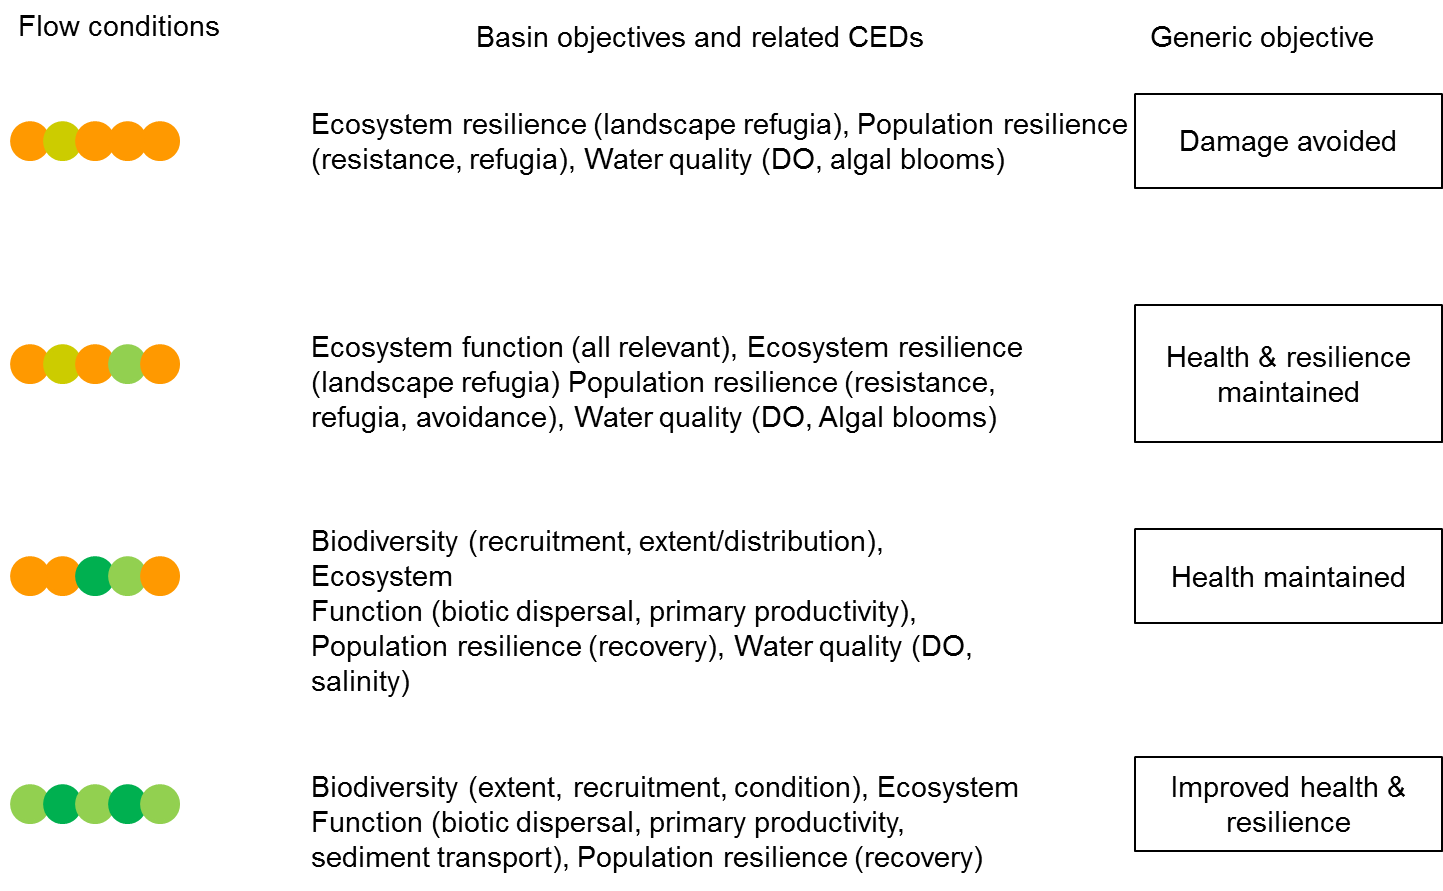 Flow conditions
Basin objectives and related CEDs
Generic objective
Ecosystem resilience (landscape refugia), Population resilience
(resistance, refugia), Water quality (DO, algal blooms)
Damage avoided
Ecosystem function (all relevant), Ecosystem resilience
(landscape refugia) Population resilience (resistance,
refugia, avoidance), Water quality (DO, Algal blooms)
Health & resilience
maintained
Biodiversity (recruitment, extent/distribution),
Ecosystem
Function (biotic dispersal, primary productivity),
Population resilience (recovery), Water quality (DO,
salinity)
Health maintained
Biodiversity (extent, recruitment, condition), Ecosystem
Function (biotic dispersal, primary productivity,
sediment transport), Population resilience (recovery)
Improved health &
resilience